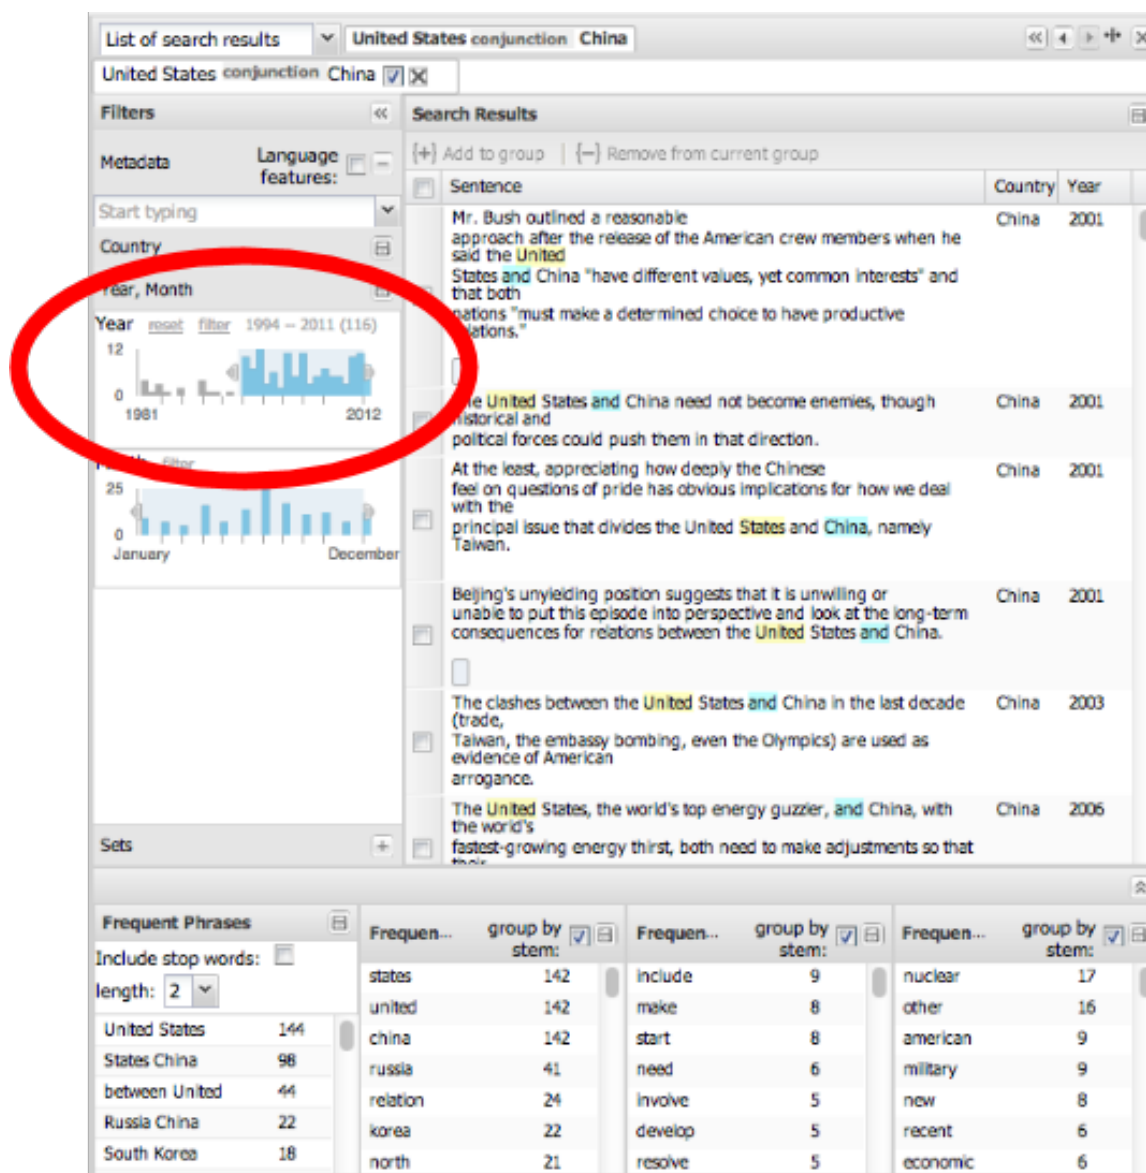 List of search results
United States conjunction China
United States conjunction China
Filters
Search Results
Metadata
Language features:
{+} Add to group | {−} Remove from current group
Sentence Country Year
Start typing
Country
Year, Month
Year reset filter 1994 -- 2011 (116)
12
0
1981 2012
filter
25
0
January December
Sets
Mr. Bush outlined a reasonable China 2001
approach after the release of the American crew members when he
said the United
States and China "have different values, yet common interests" and
that both
nations "must make a determined choice to have productive
relations."
The United States and China need not become enemies, though China 2001
historical and
political forces could push them in that direction.
At the least, appreciating how deeply the Chinese China 2001
feel on questions of pride has obvious implications for how we deal
with the
principal issue that divides the United States and China, namely
Taiwan.
Beijing's unyielding position suggests that it is unwilling or China 2001
unable to put this episode into perspective and look at the long-term
consequences for relations between the United States and China.
The clashes between the United States and China in the last decade China 2003
(trade,
Taiwan, the embassy bombing, even the Olympics) are used as
evidence of American
arrogance.
The United States, the world's top energy guzzler, and China, with China 2006
the world's
fastest-growing energy thirst, both need to make adjustments so that
their
Frequent Phrases
Include stop words:
length: 2
United States 144
States China 98
between United 44
Russia China 22
South Korea 18
Frequen... group by stem:
states 142
united 142
china 142
russia 41
relation 24
korea 22
north 21
Frequen... group by stem:
include 9
make 8
start 8
need 6
involve 5
develop 5
resolve 5
Frequen... group by stem:
nuclear 17
other 16
american 9
military 9
new 8
recent 6
economic 6